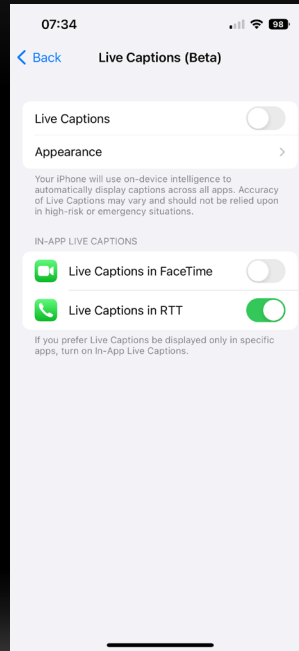 07:34
98
Back
Live Captions (Beta)
Live Captions
Appearance
Your iPhone will use on-device intelligence to
automatically display captions across all apps. Accuracy
of Live Captions may vary and should not be relied upon
in high-risk or emergency situations.
IN-APP LIVE CAPTIONS
Live Captions in FaceTime
Live Captions in RTT
If you prefer Live Captions be displayed only in specific
apps, turn on In-App Live Captions.